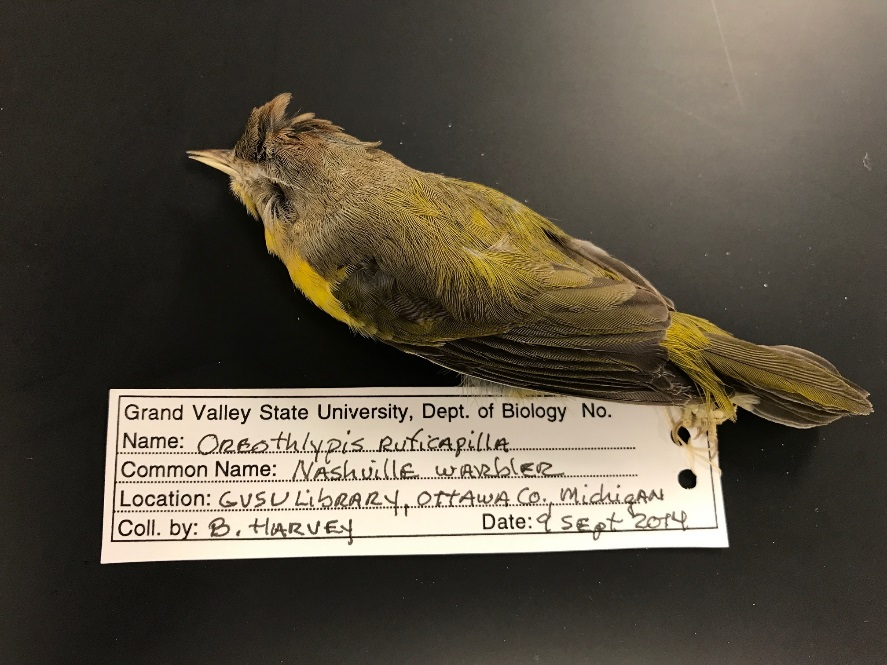 Grand Valley State University, Dept. of Biology No.
Name: Oreothlypis ruficapilla
Common Name: Nashville warbler
Location: GVSU Library, Ottawa Co., Michigan
Coll. by: B. Harvey Date: 9 Sept 2014